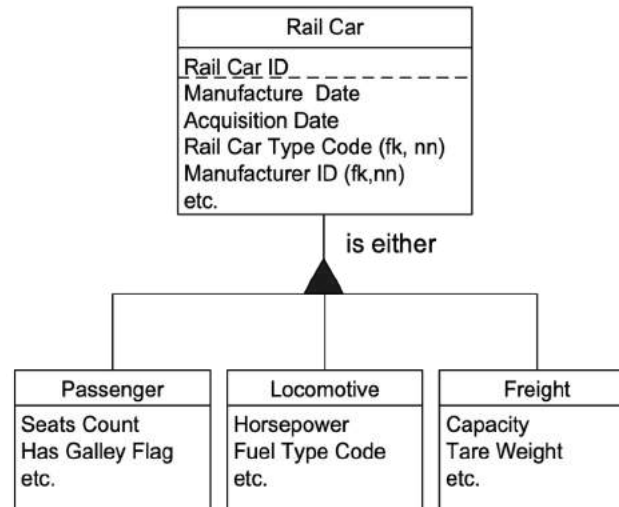 Rail Car
Rail Car ID
Manufacture Date
Acquisition Date
Rail Car Type Code (fk, nn)
Manufacturer ID (fk,nn)
etc.
is either
Passenger
Seats Count
Has Galley Flag
etc.
Locomotive
Horsepower
Fuel Type Code
etc.
Freight
Capacity
Tare Weight
etc.